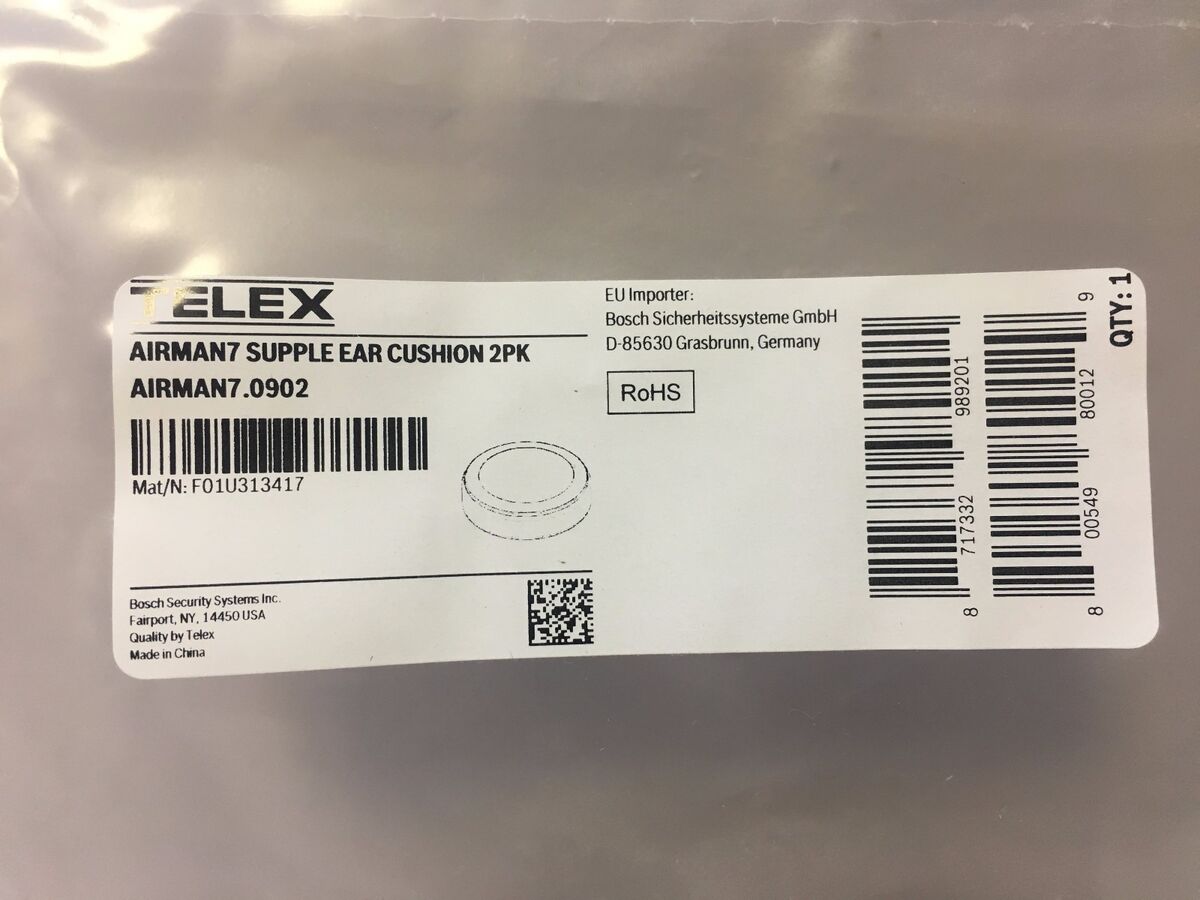 TELEX
AIRMAN7 SUPPLE EAR CUSHION 2PK
AIRMAN7.0902
Mat/N: F01U313417
Bosch Security Systems Inc.
Fairport, NY, 14450 USA
Quality by Telex
Made in China
EU Importer:
Bosch Sicherheitssysteme GmbH
D-85630 Grasbrunn, Germany
RoHS
8 717332 989201
8 00549 80012 9
QTY: 1